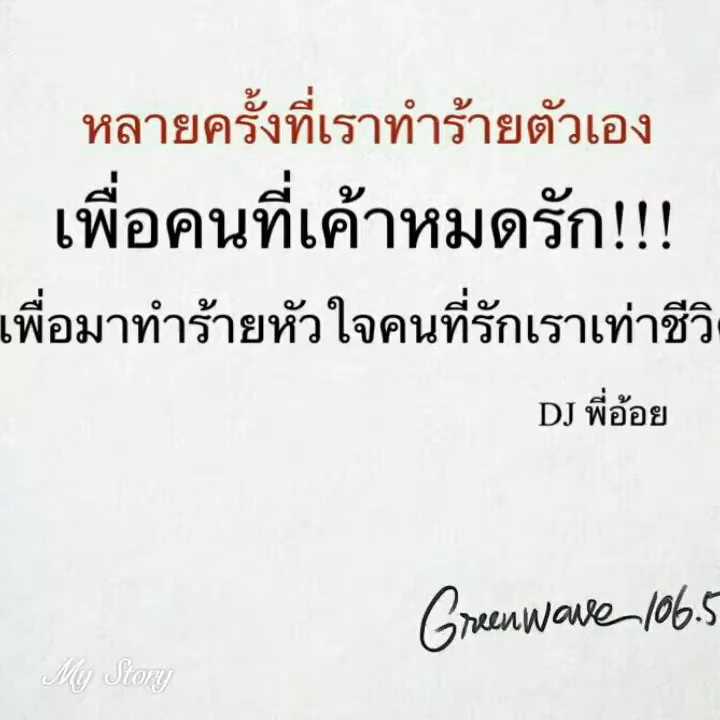 หลายครั้งที่เราทำร้ายตัวเอง
เพื่อคนที่เค้าหมดรัก!!!
เพื่อมาทำร้ายหัวใจคนที่รักเราเท่าชีวิต
DJ พี่อ้อย
Greenwave 106.5
My Story